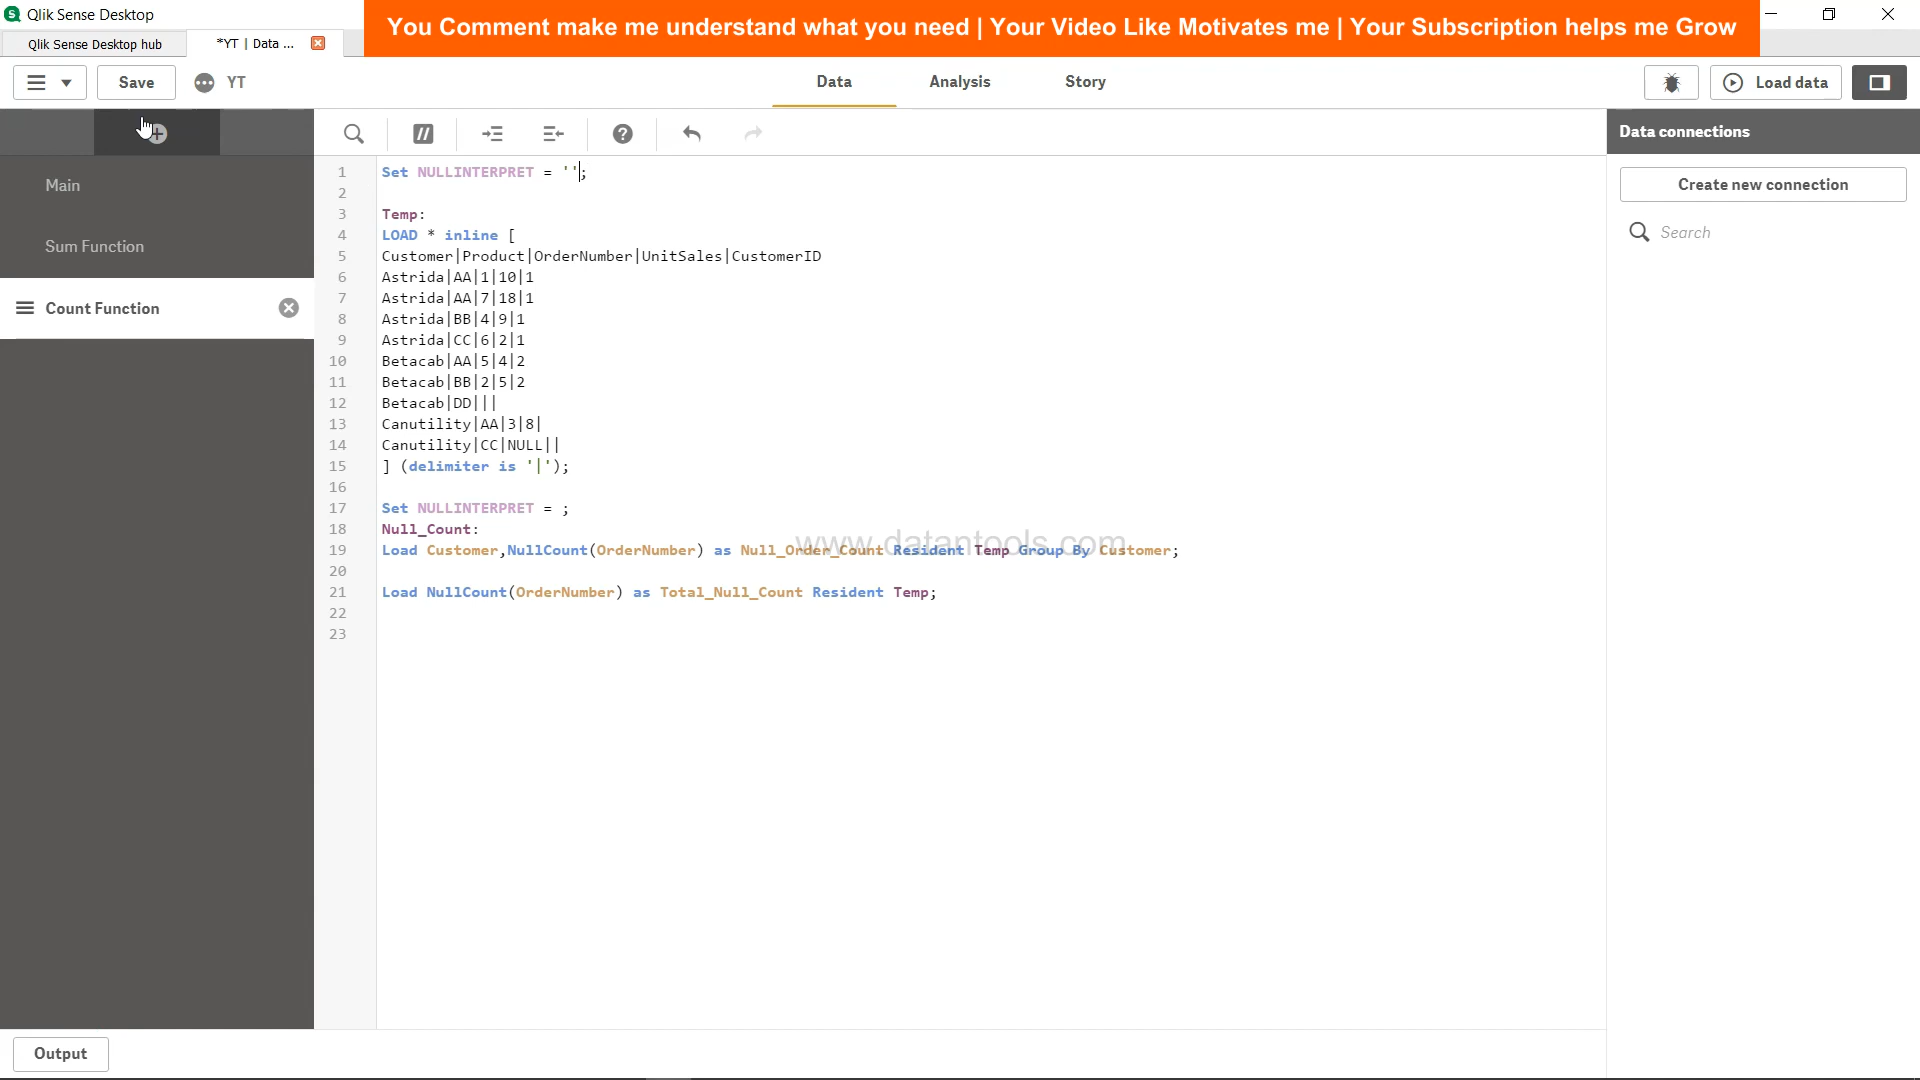 Qlik Sense Desktop
You Comment make me understand what you need | Your Video Like Motivates me | Your Subscription helps me Grow
Qlik Sense Desktop hub
*YT | Data ...
Save
YT
Data
Analysis
Story
Load data
Data connections
Create new connection
Search
Main
Sum Function
Count Function
1 Set NULLINTERPRET = '';
2
3 Temp:
4 LOAD * inline [
5 Customer|Product|OrderNumber|UnitSales|CustomerID
6 Astrida|AA|1|10|1
7 Astrida|AA|7|18|1
8 Astrida|BB|4|9|1
9 Astrida|CC|6|2|1
10 Betacab|AA|5|4|2
11 Betacab|BB|2|5|2
12 Betacab|DD|||
13 Canutility|AA|3|8|
14 Canutility|CC|NULL||
15 ] (delimiter is '|');
16
17 Set NULLINTERPRET = ;
18 Null_Count:
19 Load Customer,NullCount(OrderNumber) as Null_Order_Count Resident Temp Group By Customer;
20
21 Load NullCount(OrderNumber) as Total_Null_Count Resident Temp;
22
23
www.datantools.com
Output